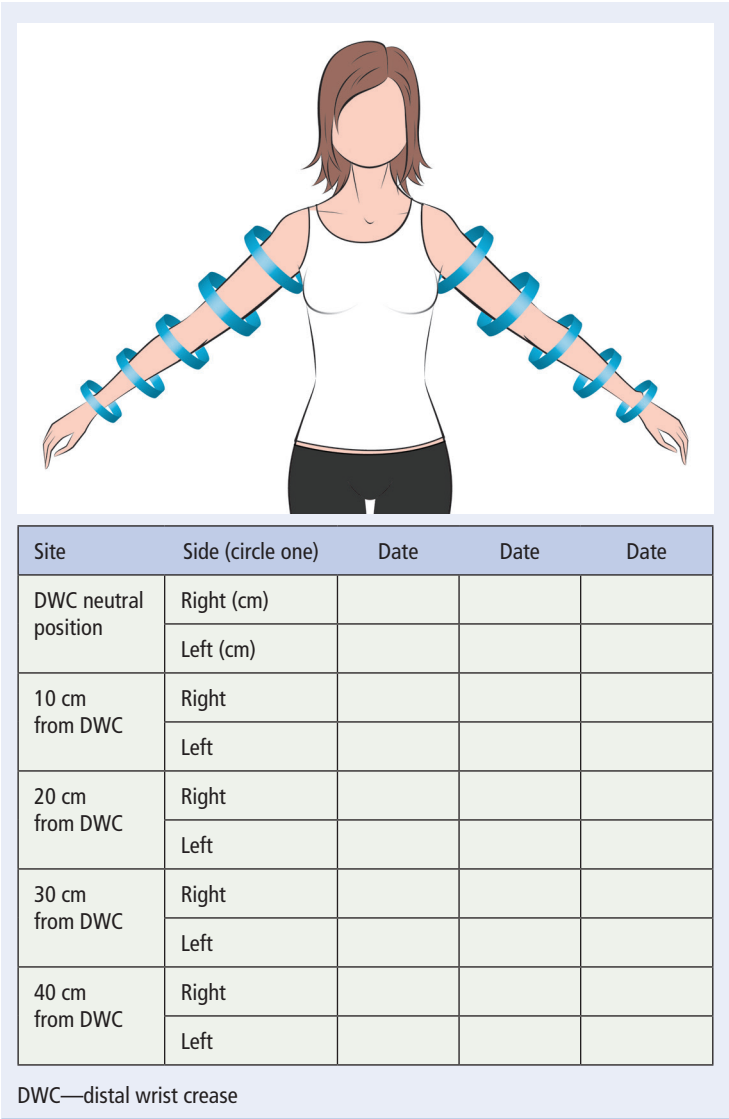 Site Side (circle one) Date Date Date
DWC neutral
position
Right (cm)
Left (cm)
10 cm
from DWC
Right
Left
20 cm
from DWC
Right
Left
30 cm
from DWC
Right
Left
40 cm
from DWC
Right
Left
DWC—distal wrist crease